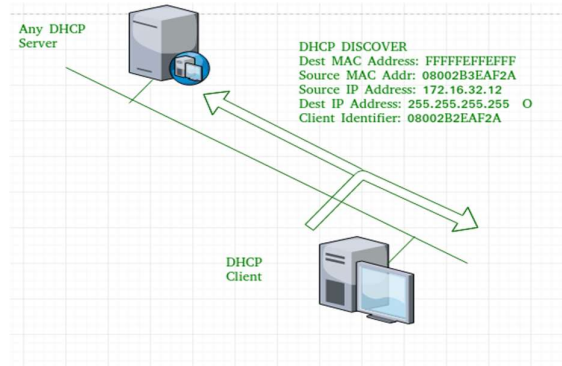 Any DHCP
Server
DHCP DISCOVER
Dest MAC Address: FFFFFEFFEFFF
Source MAC Addr: 08002B3EAF2A
Source IP Address: 172.16.32.12
Dest IP Address: 255.255.255.255 O
Client Identifier: 08002B2EAF2A
DHCP
Client